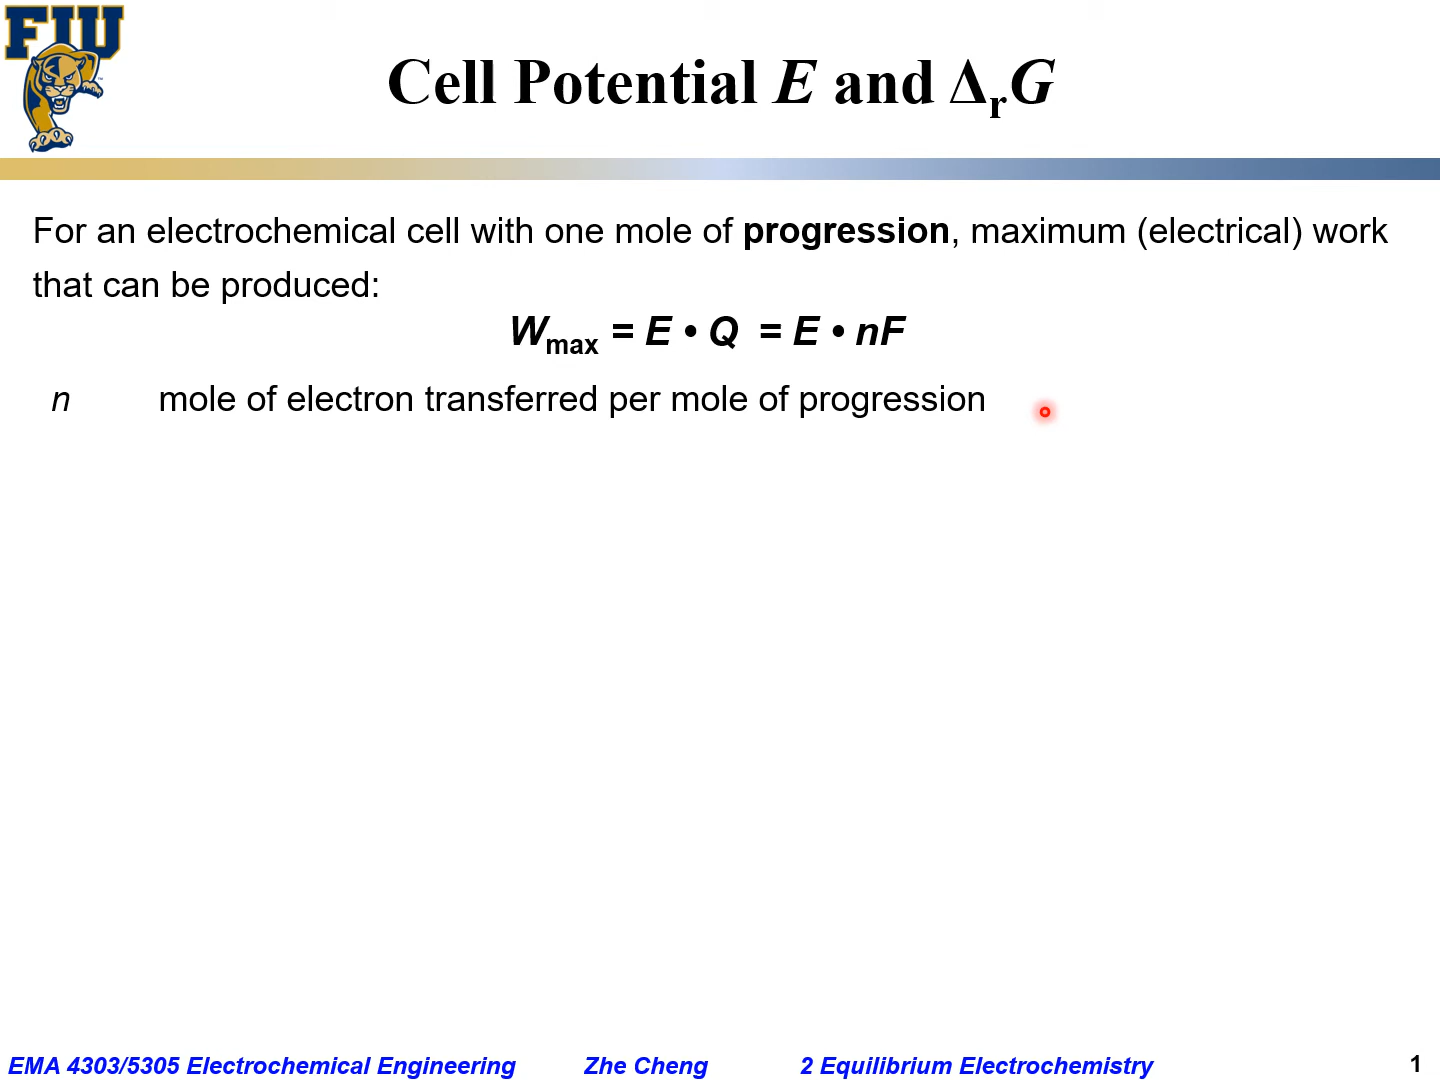 FIU
Cell Potential E and ΔrG
For an electrochemical cell with one mole of progression, maximum (electrical) work
that can be produced:
Wmax = E • Q = E • nF
n mole of electron transferred per mole of progression
EMA 4303/5305 Electrochemical Engineering Zhe Cheng 2 Equilibrium Electrochemistry 1